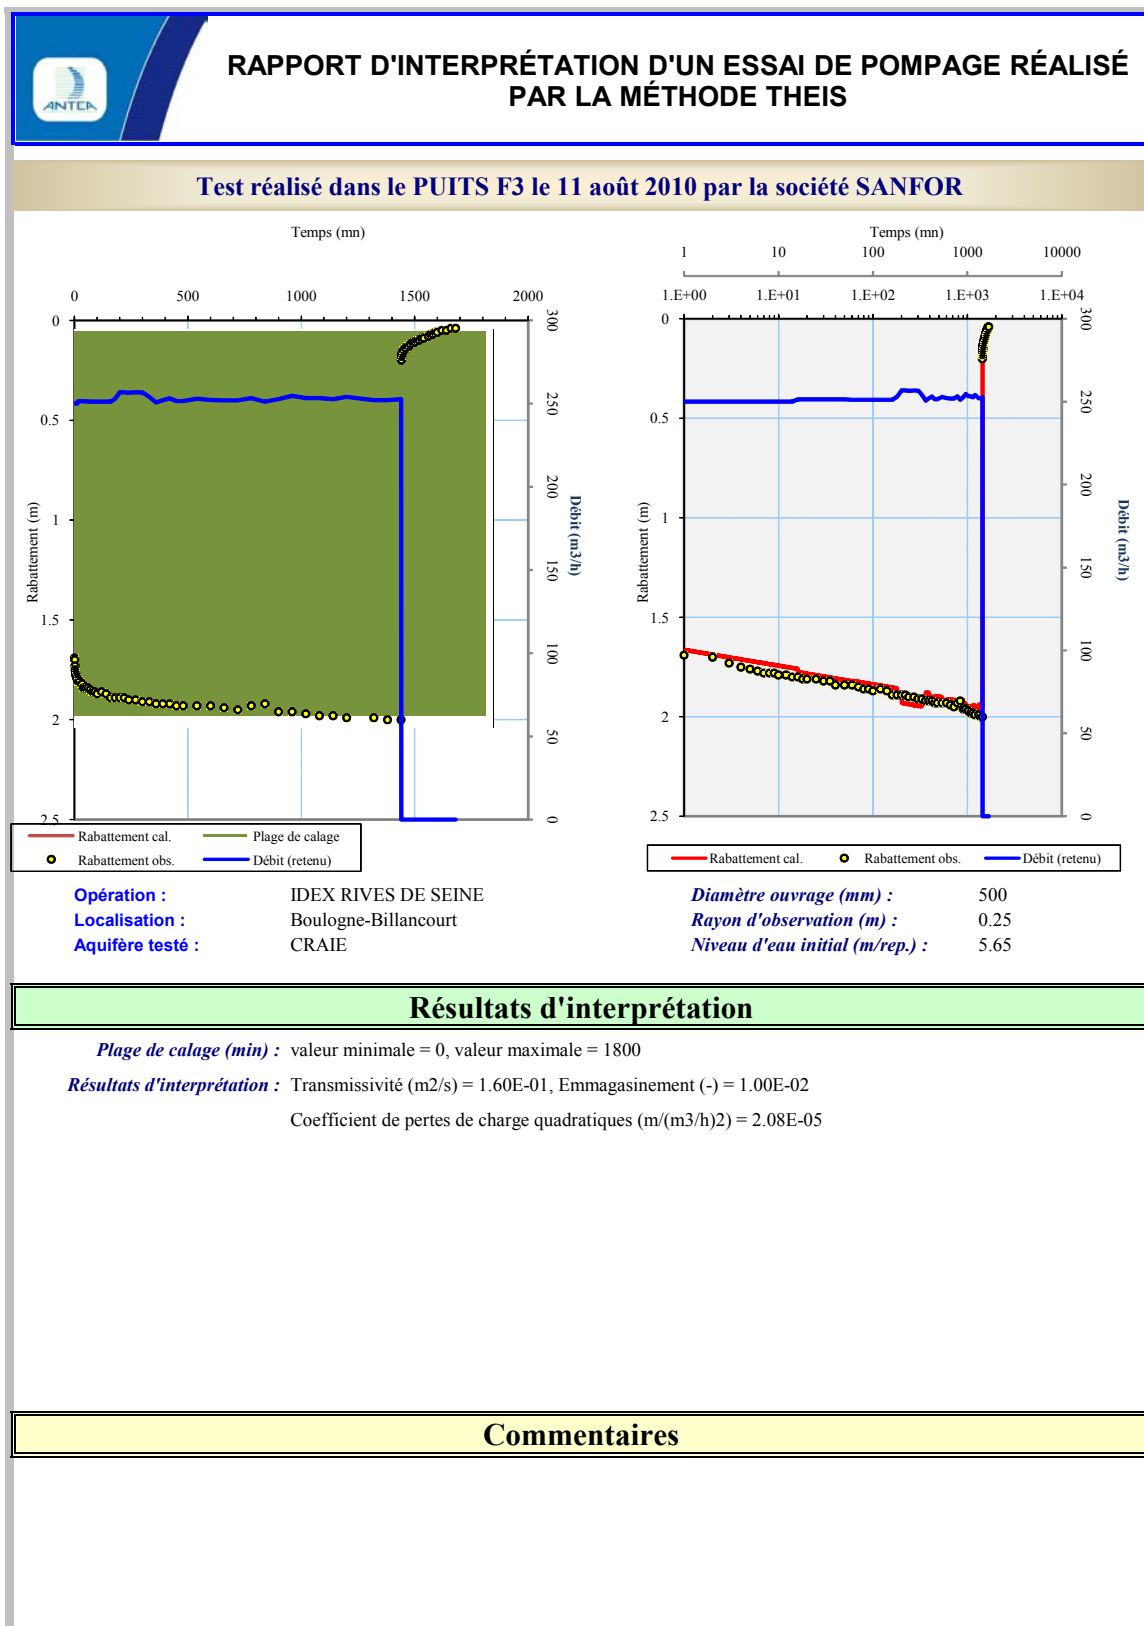 ANTEA
RAPPORT D'INTERPRÉTATION D'UN ESSAI DE POMPAGE RÉALISÉ
PAR LA MÉTHODE THEIS
Test réalisé dans le PUITS F3 le 11 août 2010 par la société SANFOR
Temps (mn)
0 500 1000 1500 2000
0
0.5
1
1.5
2
2.5
Rabattement (m)
300
250
200
150
100
50
0
Débit (m3/h)
Rabattement cal.
Plage de calage
Rabattement obs.
Débit (retenu)
Temps (mn)
1 10 100 1000 10000
1.E+00 1.E+01 1.E+02 1.E+03 1.E+04
0
0.5
1
1.5
2
2.5
Rabattement (m)
300
250
200
150
100
50
0
Débit (m3/h)
Rabattement cal.
Rabattement obs.
Débit (retenu)
Opération : IDEX RIVES DE SEINE
Localisation : Boulogne-Billancourt
Aquifère testé : CRAIE
Diamètre ouvrage (mm) : 500
Rayon d'observation (m) : 0.25
Niveau d'eau initial (m/rep.) : 5.65
Résultats d'interprétation
Plage de calage (min) : valeur minimale = 0, valeur maximale = 1800
Résultats d'interprétation : Transmissivité (m2/s) = 1.60E-01, Emmagasinement (-) = 1.00E-02
Coefficient de pertes de charge quadratiques (m/(m3/h)2) = 2.08E-05
Commentaires